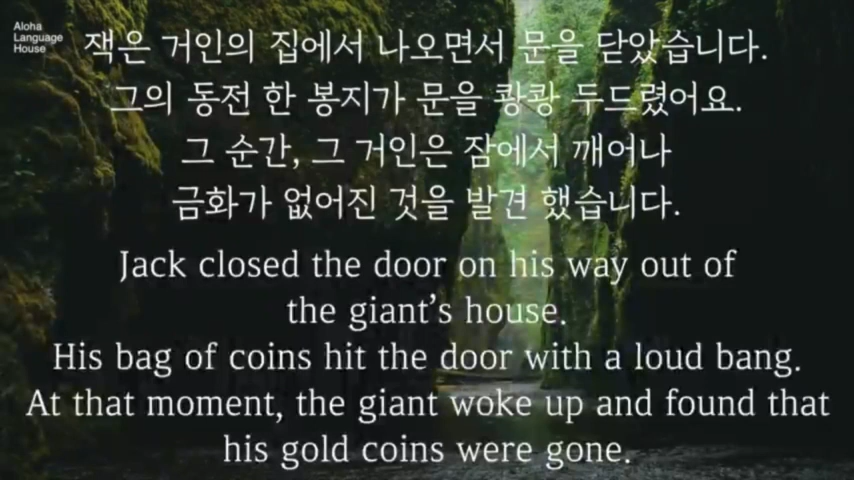 Aloha
Language
House
잭은 거인의 집에서 나오면서 문을 닫았습니다.
그의 동전 한 봉지가 문을 쾅쾅 두드렸어요.
그 순간, 그 거인은 잠에서 깨어나
금화가 없어진 것을 발견 했습니다.
Jack closed the door on his way out of
the giant’s house.
His bag of coins hit the door with a loud bang.
At that moment, the giant woke up and found that
his gold coins were gone.